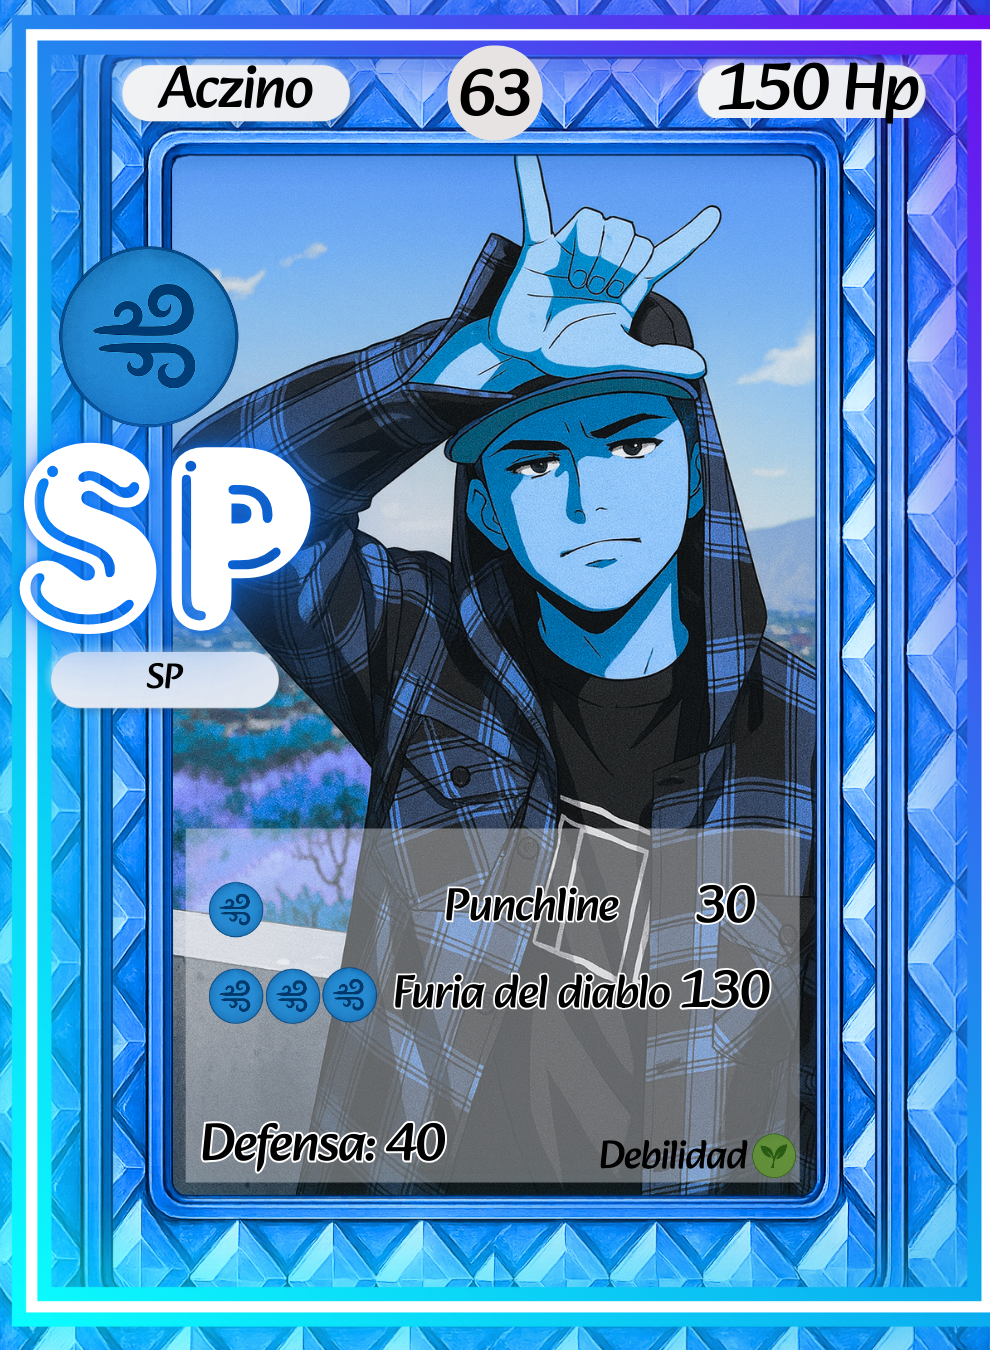 Aczino 63 150 Hp
SP
SP
Punchline 30
Furia del diablo 130
Defensa: 40
Debilidad